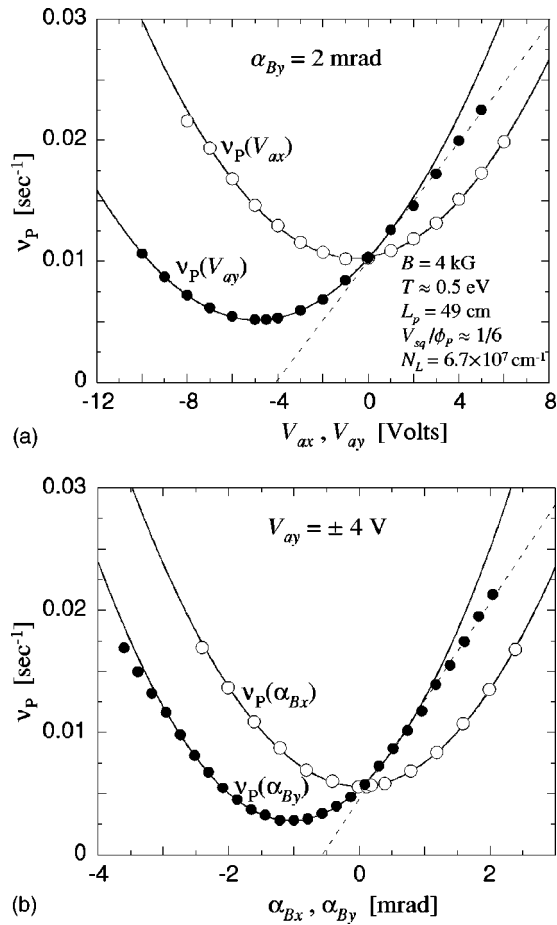 0.03
α_By = 2 mrad
0.02
ν_P(V_ax)
ν_P [sec⁻¹]
0.01
ν_P(V_ay)
B = 4 kG
T ≈ 0.5 eV
L_p = 49 cm
V_sq/ϕ_P ≈ 1/6
N_L = 6.7×10⁷ cm⁻¹
0
-12 -8 -4 0 4 8
(a) V_ax , V_ay [Volts]
0.03
V_ay = ± 4 V
0.02
ν_P [sec⁻¹]
ν_P(α_Bx)
0.01
ν_P(α_By)
0
-4 -2 0 2
(b) α_Bx , α_By [mrad]